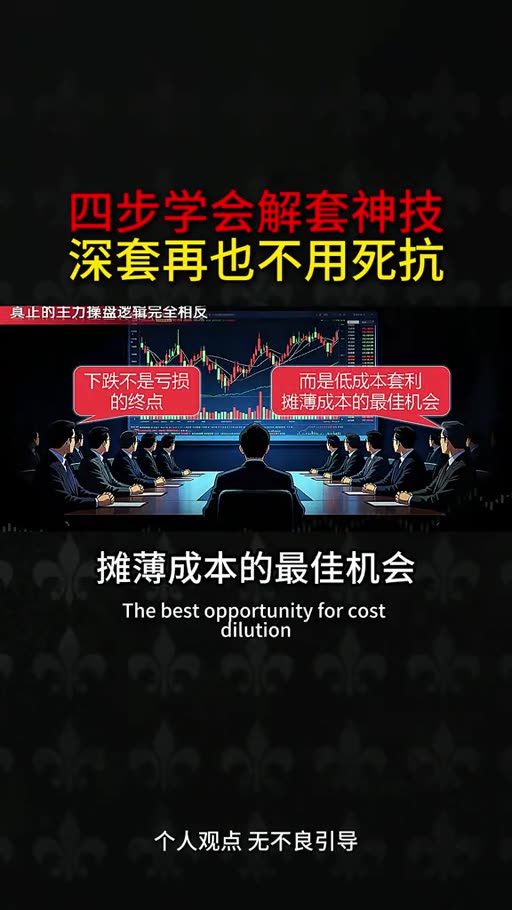 四步学会解套神技
深套再也不用死抗
真正的主力操盘逻辑完全相反
下跌不是亏损
的终点
而是低成本套利
摊薄成本的最佳机会
摊薄成本的最佳机会
The best opportunity for cost
dilution
个人观点 无不良引导